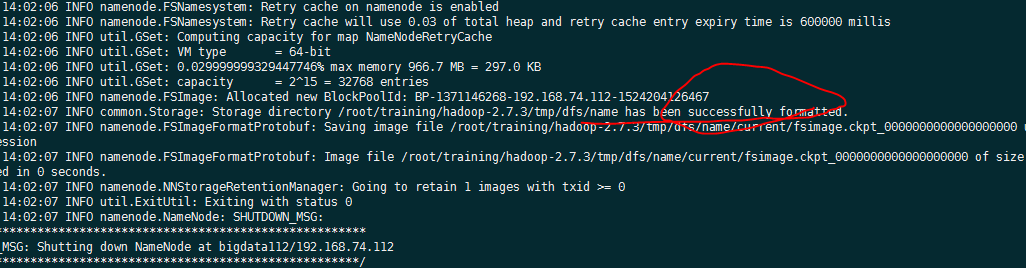 14:02:06 INFO namenode.FSNamesystem: Retry cache on namenode is enabled
14:02:06 INFO namenode.FSNamesystem: Retry cache will use 0.03 of total heap and retry cache entry expiry time is 600000 millis
14:02:06 INFO util.GSet: Computing capacity for map NameNodeRetryCache
14:02:06 INFO util.GSet: VM type       = 64-bit
14:02:06 INFO util.GSet: 0.029999999329447746% max memory 966.7 MB = 297.0 KB
14:02:06 INFO util.GSet: capacity      = 2^15 = 32768 entries
14:02:06 INFO namenode.FSImage: Allocated new BlockPoolId: BP-1371146268-192.168.74.112-1524204126467
14:02:07 INFO common.Storage: Storage directory /root/training/hadoop-2.7.3/tmp/dfs/name has been successfully formatted.
14:02:07 INFO namenode.FSImageFormatProtobuf: Saving image file /root/training/hadoop-2.7.3/tmp/dfs/name/current/fsimage.ckpt_0000000000000000000 u
ession
14:02:07 INFO namenode.FSImageFormatProtobuf: Image file /root/training/hadoop-2.7.3/tmp/dfs/name/current/fsimage.ckpt_0000000000000000000 of size
ed in 0 seconds.
14:02:07 INFO namenode.NNStorageRetentionManager: Going to retain 1 images with txid >= 0
14:02:07 INFO util.ExitUtil: Exiting with status 0
14:02:07 INFO namenode.NameNode: SHUTDOWN_MSG:
************************************************************
_MSG: Shutting down NameNode at bigdata112/192.168.74.112
***********************************************************/